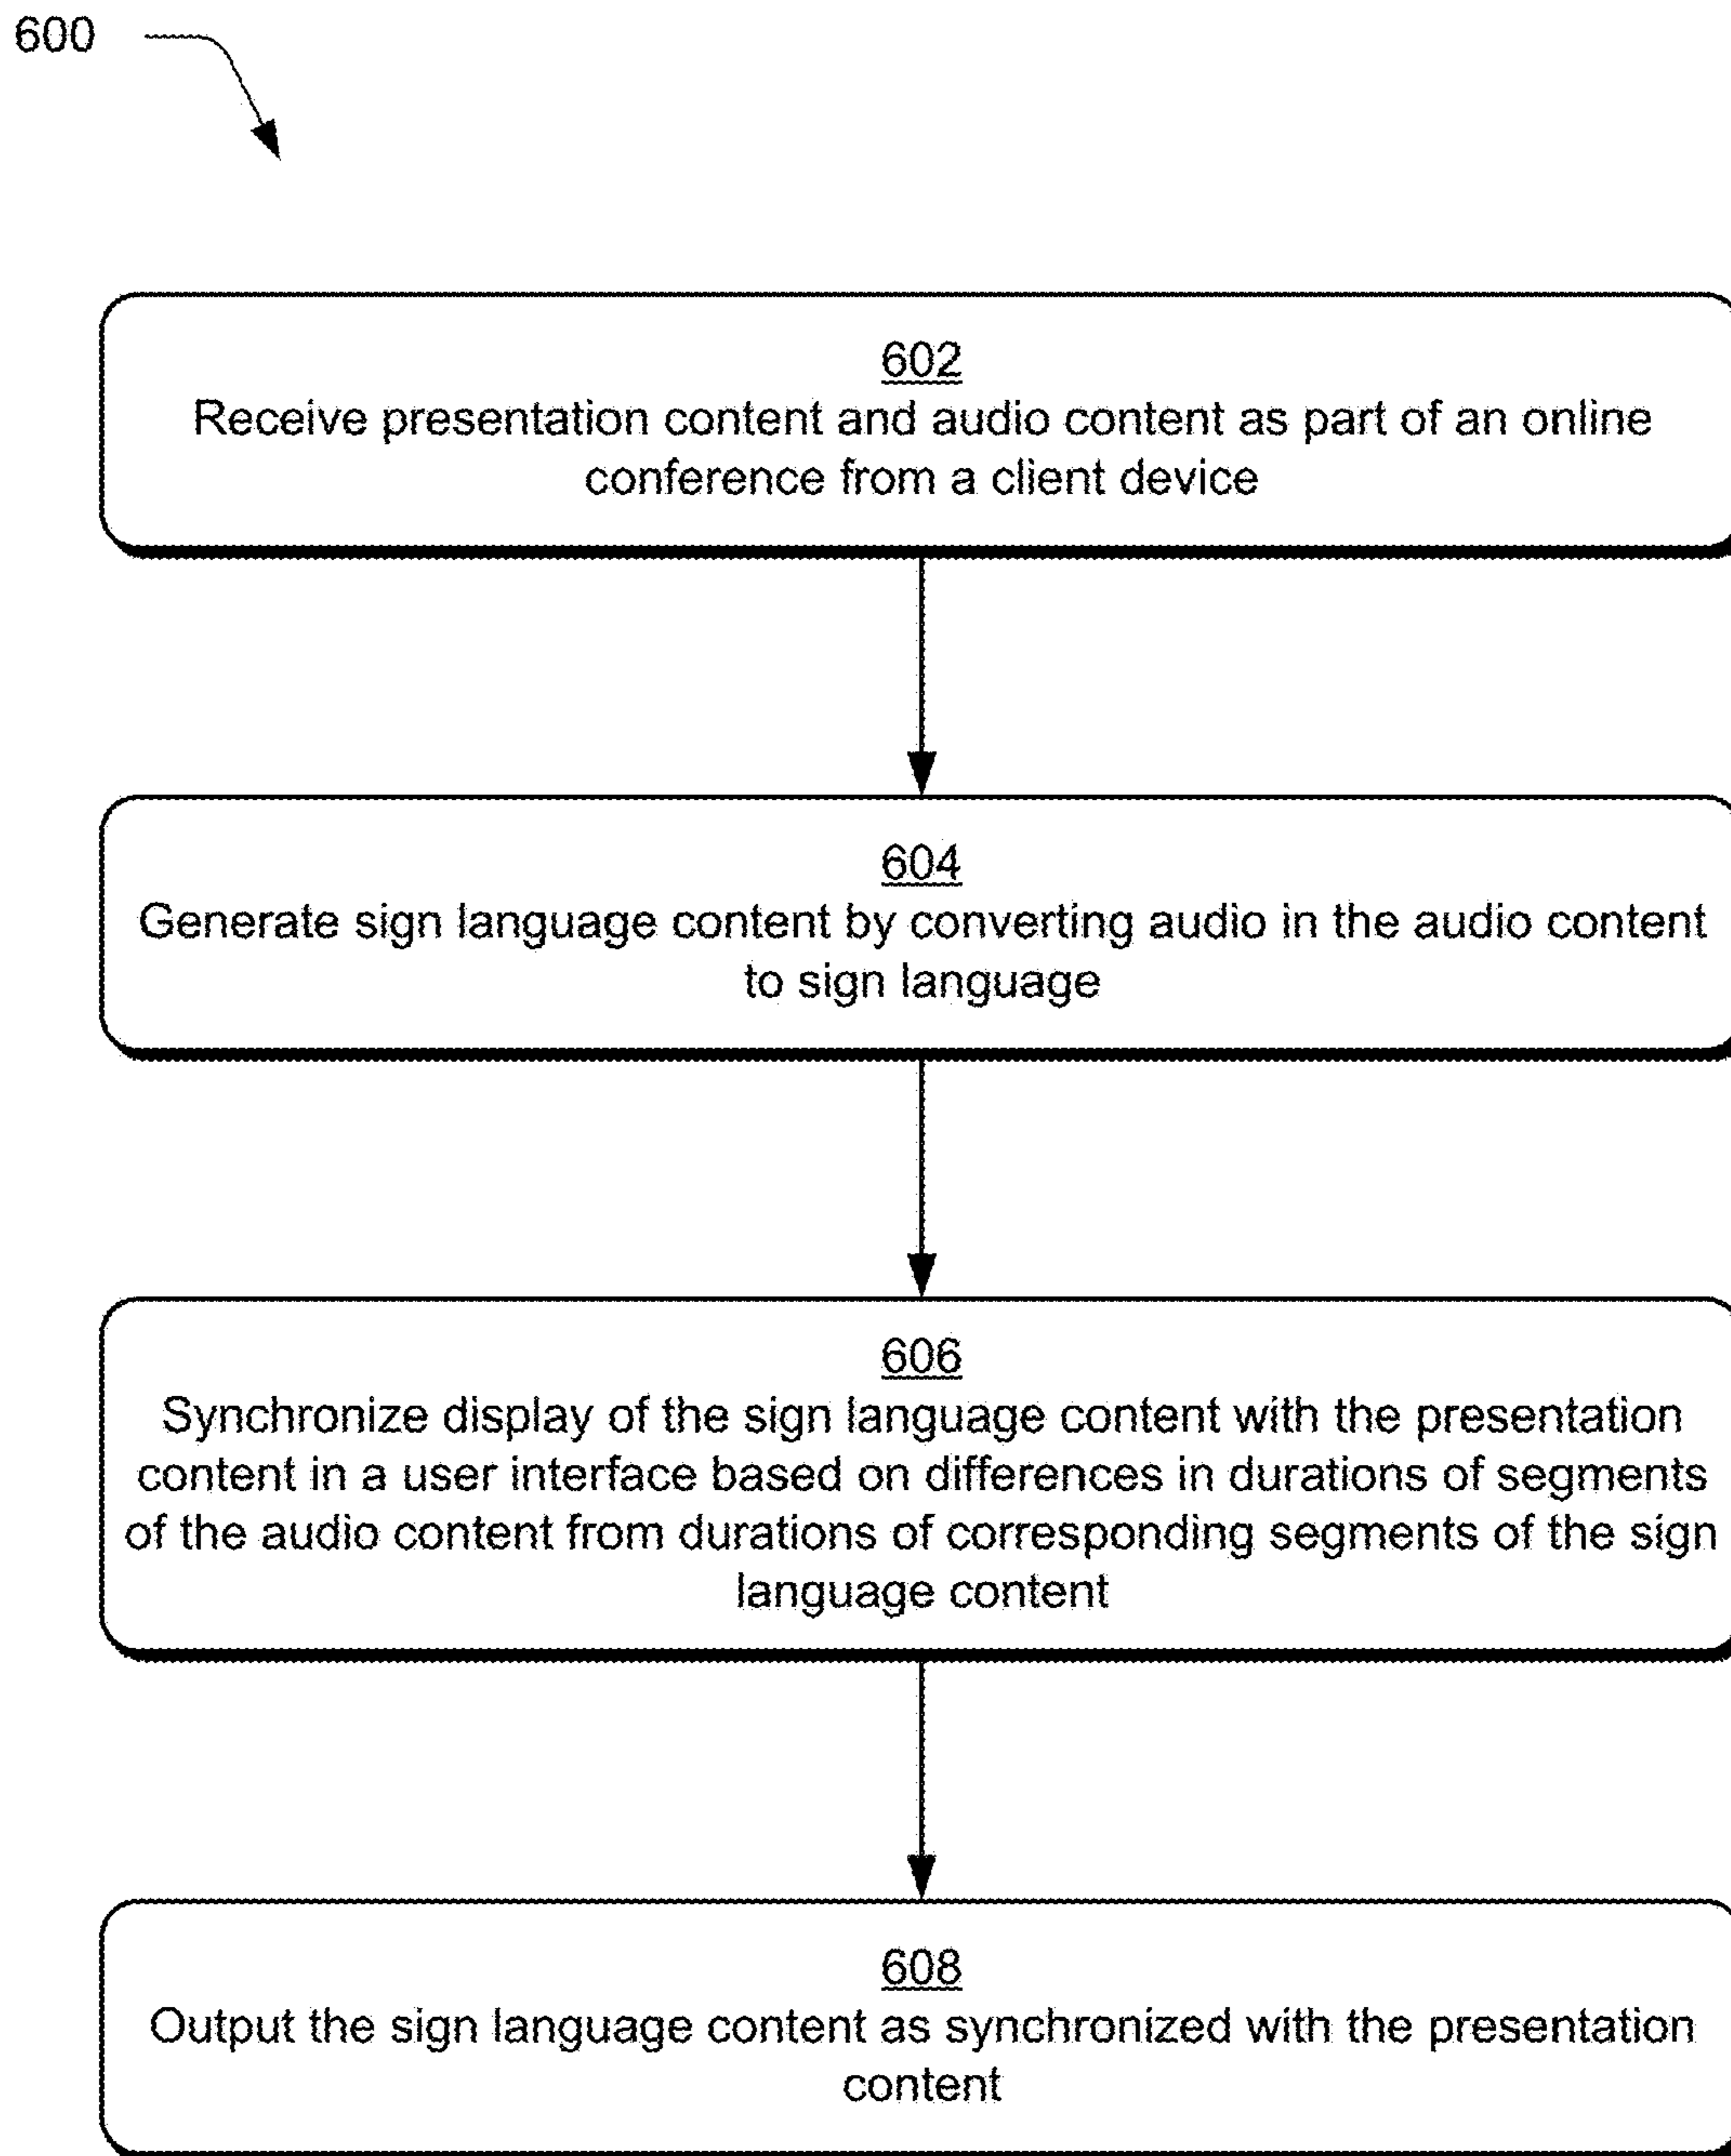 600
602
Receive presentation content and audio content as part of an online
conference from a client device
604
Generate sign language content by converting audio in the audio content
to sign language
606
Synchronize display of the sign language content with the presentation
content in a user interface based on differences in durations of segments
of the audio content from durations of corresponding segments of the sign
language content
608
Output the sign language content as synchronized with the presentation
content